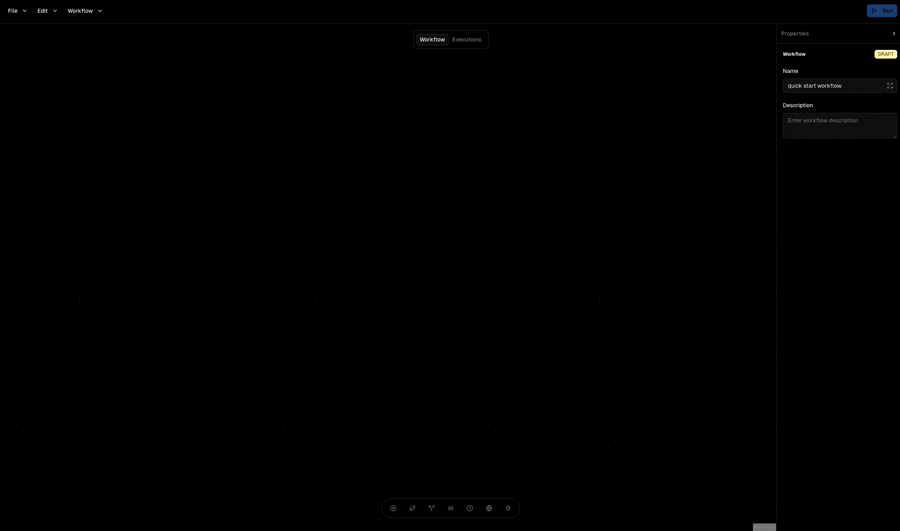 File
Edit
Workflow
Run
Workflow
Executions
Properties
Workflow
DRAFT
Name
quick start workflow
Description
Enter workflow description